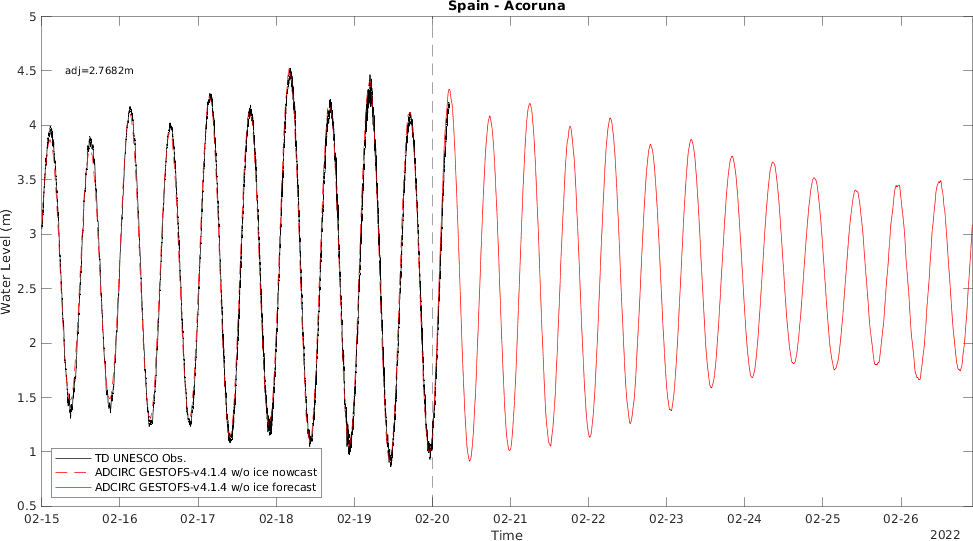 Spain - Acoruna
5
4.5
4
3.5
3
2.5
2
1.5
1
0.5
Water Level (m)
adj=2.7682m
TD UNESCO Obs.
ADCIRC GESTOFS-v4.1.4 w/o ice nowcast
ADCIRC GESTOFS-v4.1.4 w/o ice forecast
02-15 02-16 02-17 02-18 02-19 02-20 02-21 02-22 02-23 02-24 02-25 02-26
Time
2022